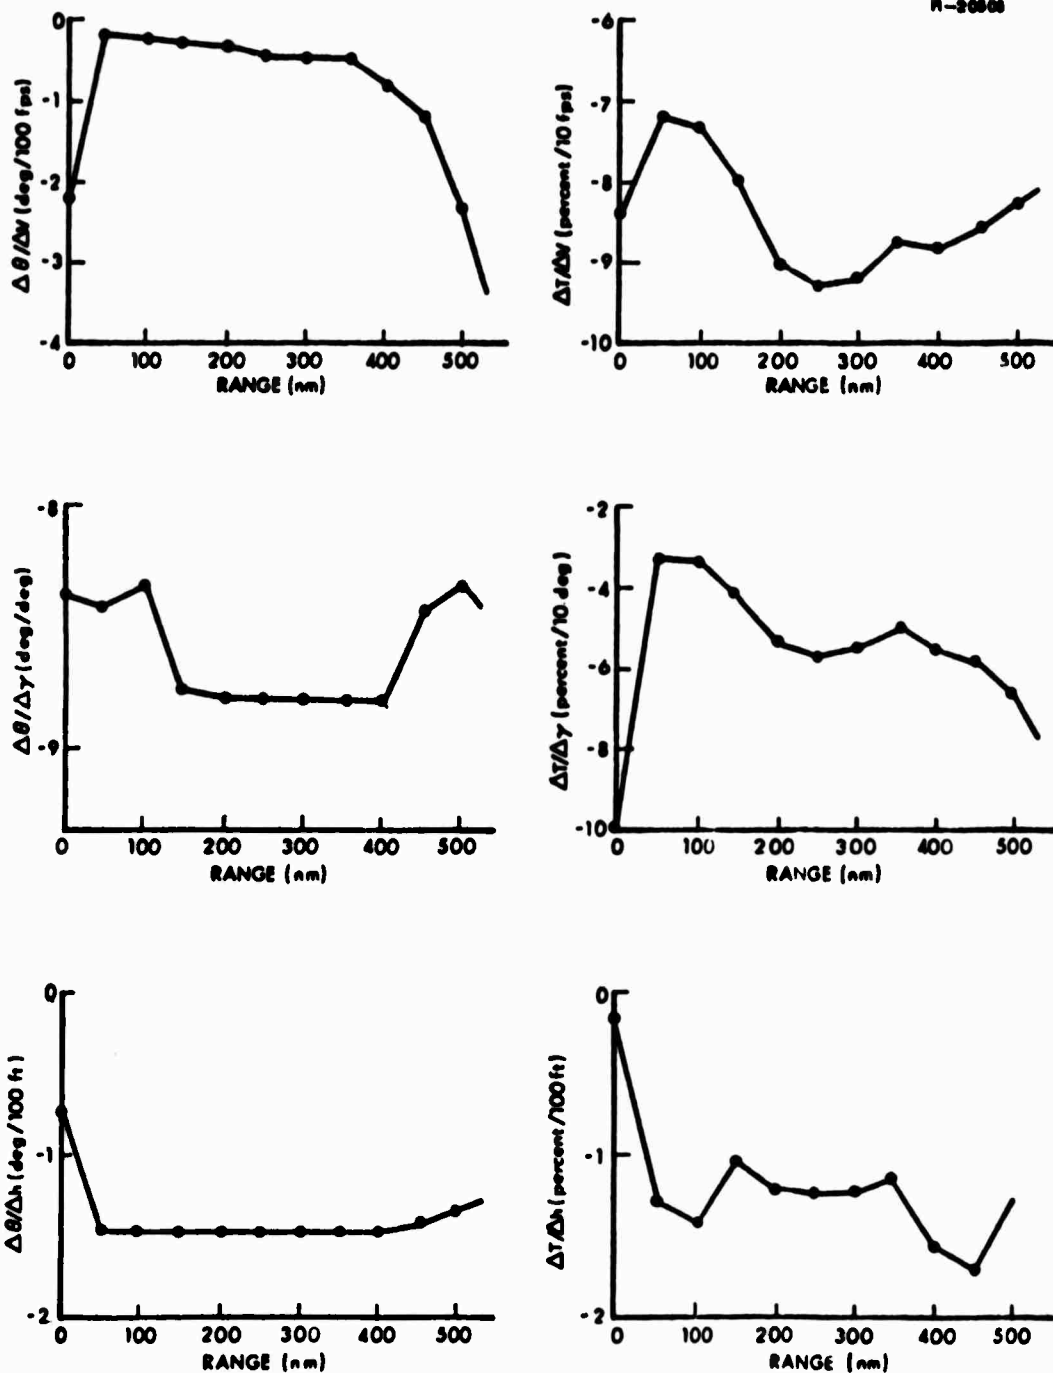 R-20808
0
-1
-2
-3
-4
Δθ/ΔV (deg/100 fps)
0 100 200 300 400 500
RANGE (nm)
-6
-7
-8
-9
-10
ΔT/ΔV (percent/10 fps)
0 100 200 300 400 500
RANGE (nm)
-8
-9
Δθ/Δγ (deg/deg)
0 100 200 300 400 500
RANGE (nm)
-2
-4
-6
-8
-10
ΔT/Δγ (percent/10 deg)
0 100 200 300 400 500
RANGE (nm)
0
-1
-2
Δθ/Δh (deg/100 ft)
0 100 200 300 400 500
RANGE (nm)
0
-1
-2
ΔT/Δh (percent/100 ft)
0 100 200 300 400 500
RANGE (nm)